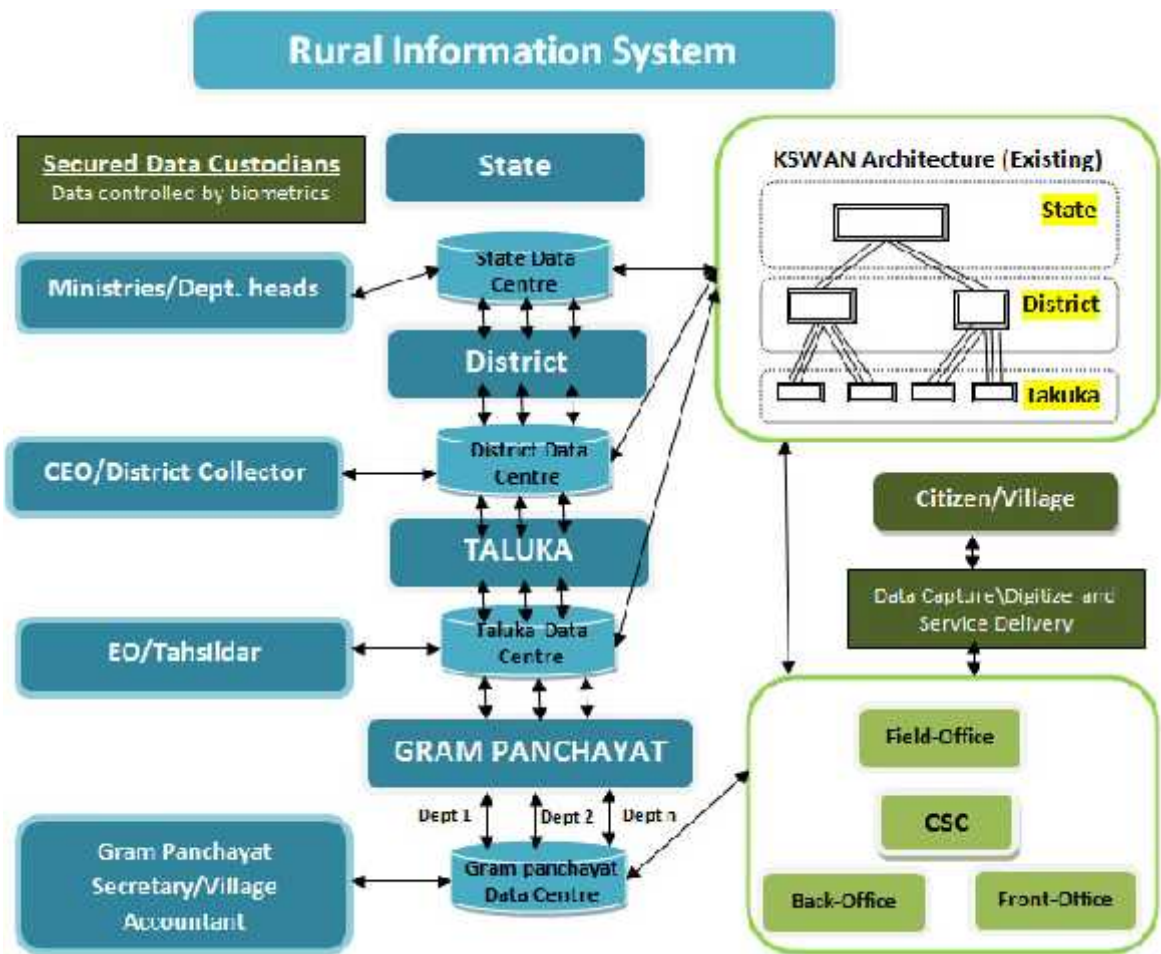 Rural Information System
Secured Data Custodians
Data controlled by biometrics
State
KSWAN Architecture (Existing)
State
District
Takuka
Ministries/Dept. heads
State Data
Centre
District
CEO/District Collector
District Data
Centre
TALUKA
Citizen/Village
Data Capture\Digitize and
Service Delivery
EO/Tahsildar
Taluka Data
Centre
GRAM PANCHAYAT
Dept 1
Dept 2
Dept n
Gram Panchayat
Secretary/Village
Accountant
Gram panchayat
Data Centre
Field-Office
CSC
Back-Office
Front-Office